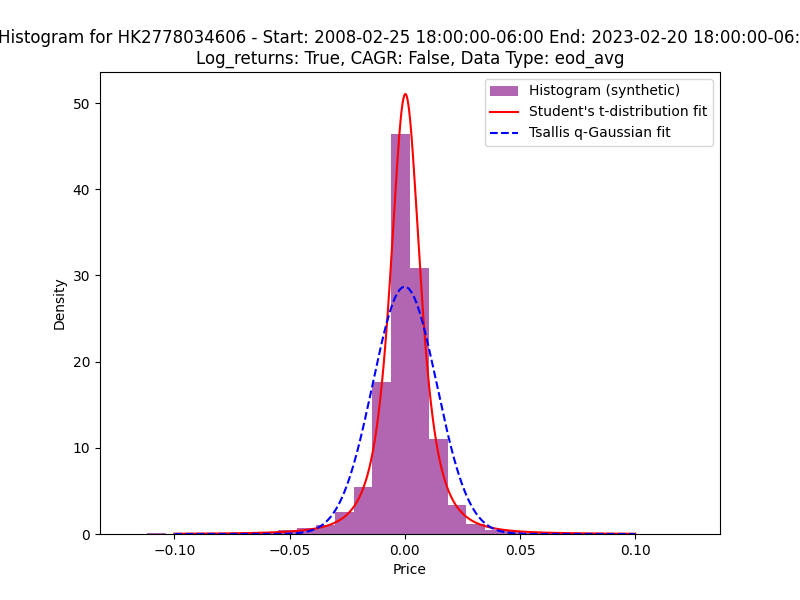 Histogram for HK2778034606 - Start: 2008-02-25 18:00:00-06:00 End: 2023-02-20 18:00:00-06:
Log_returns: True, CAGR: False, Data Type: eod_avg
Histogram (synthetic)
Student's t-distribution fit
Tsallis q-Gaussian fit
50
40
30
20
10
0
Density
−0.10 −0.05 0.00 0.05 0.10
Price